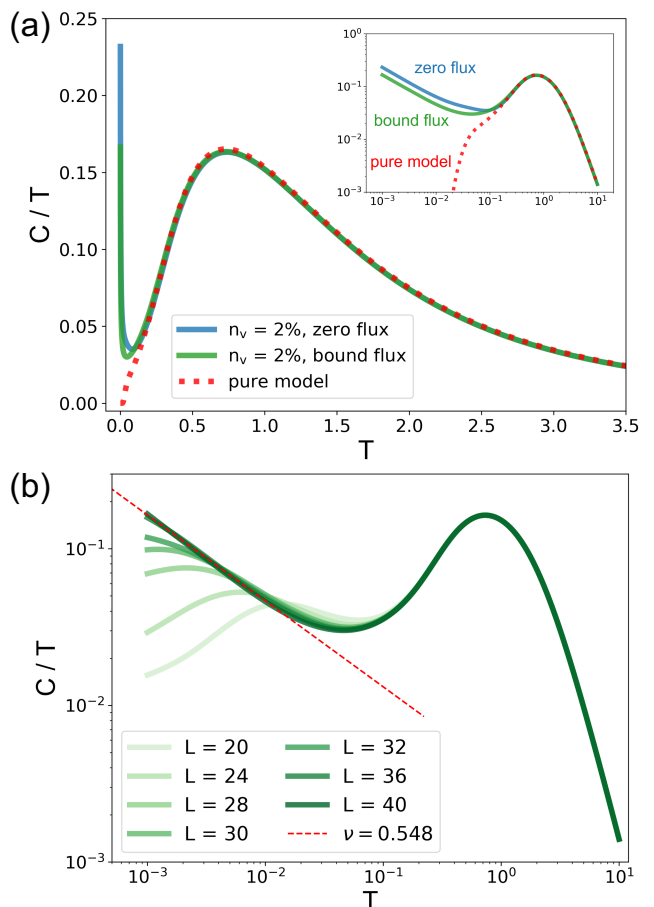 (a)
C / T
0.25
0.20
0.15
0.10
0.05
0.00
0.0 0.5 1.0 1.5 2.0 2.5 3.0 3.5
T
10⁰
10⁻¹
10⁻²
10⁻³
10⁻³ 10⁻² 10⁻¹ 10⁰ 10¹
zero flux
bound flux
pure model
nᵥ = 2%, zero flux
nᵥ = 2%, bound flux
pure model
(b)
C / T
10⁻¹
10⁻²
10⁻³
10⁻³ 10⁻² 10⁻¹ 10⁰ 10¹
T
L = 20
L = 24
L = 28
L = 30
L = 32
L = 36
L = 40
ν = 0.548